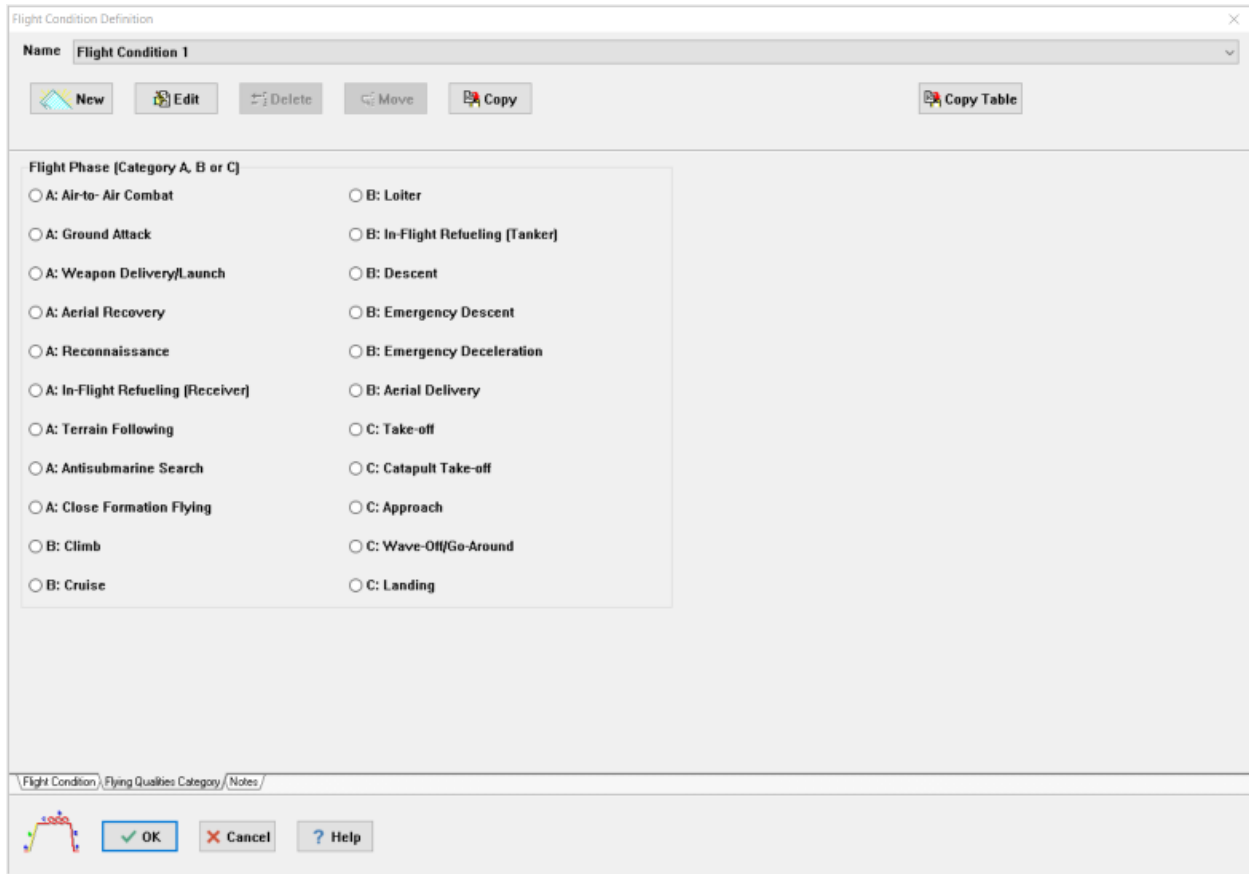 Flight Condition Definition
Name Flight Condition 1
New Edit Delete Move Copy Copy Table
Flight Phase (Category A, B or C)
A: Air-to- Air Combat
A: Ground Attack
A: Weapon Delivery/Launch
A: Aerial Recovery
A: Reconnaissance
A: In-Flight Refueling (Receiver)
A: Terrain Following
A: Antisubmarine Search
A: Close Formation Flying
B: Climb
B: Cruise
B: Loiter
B: In-Flight Refueling (Tanker)
B: Descent
B: Emergency Descent
B: Emergency Deceleration
B: Aerial Delivery
C: Take-off
C: Catapult Take-off
C: Approach
C: Wave-Off/Go-Around
C: Landing
Flight Condition Flying Qualities Category Notes
OK Cancel ? Help